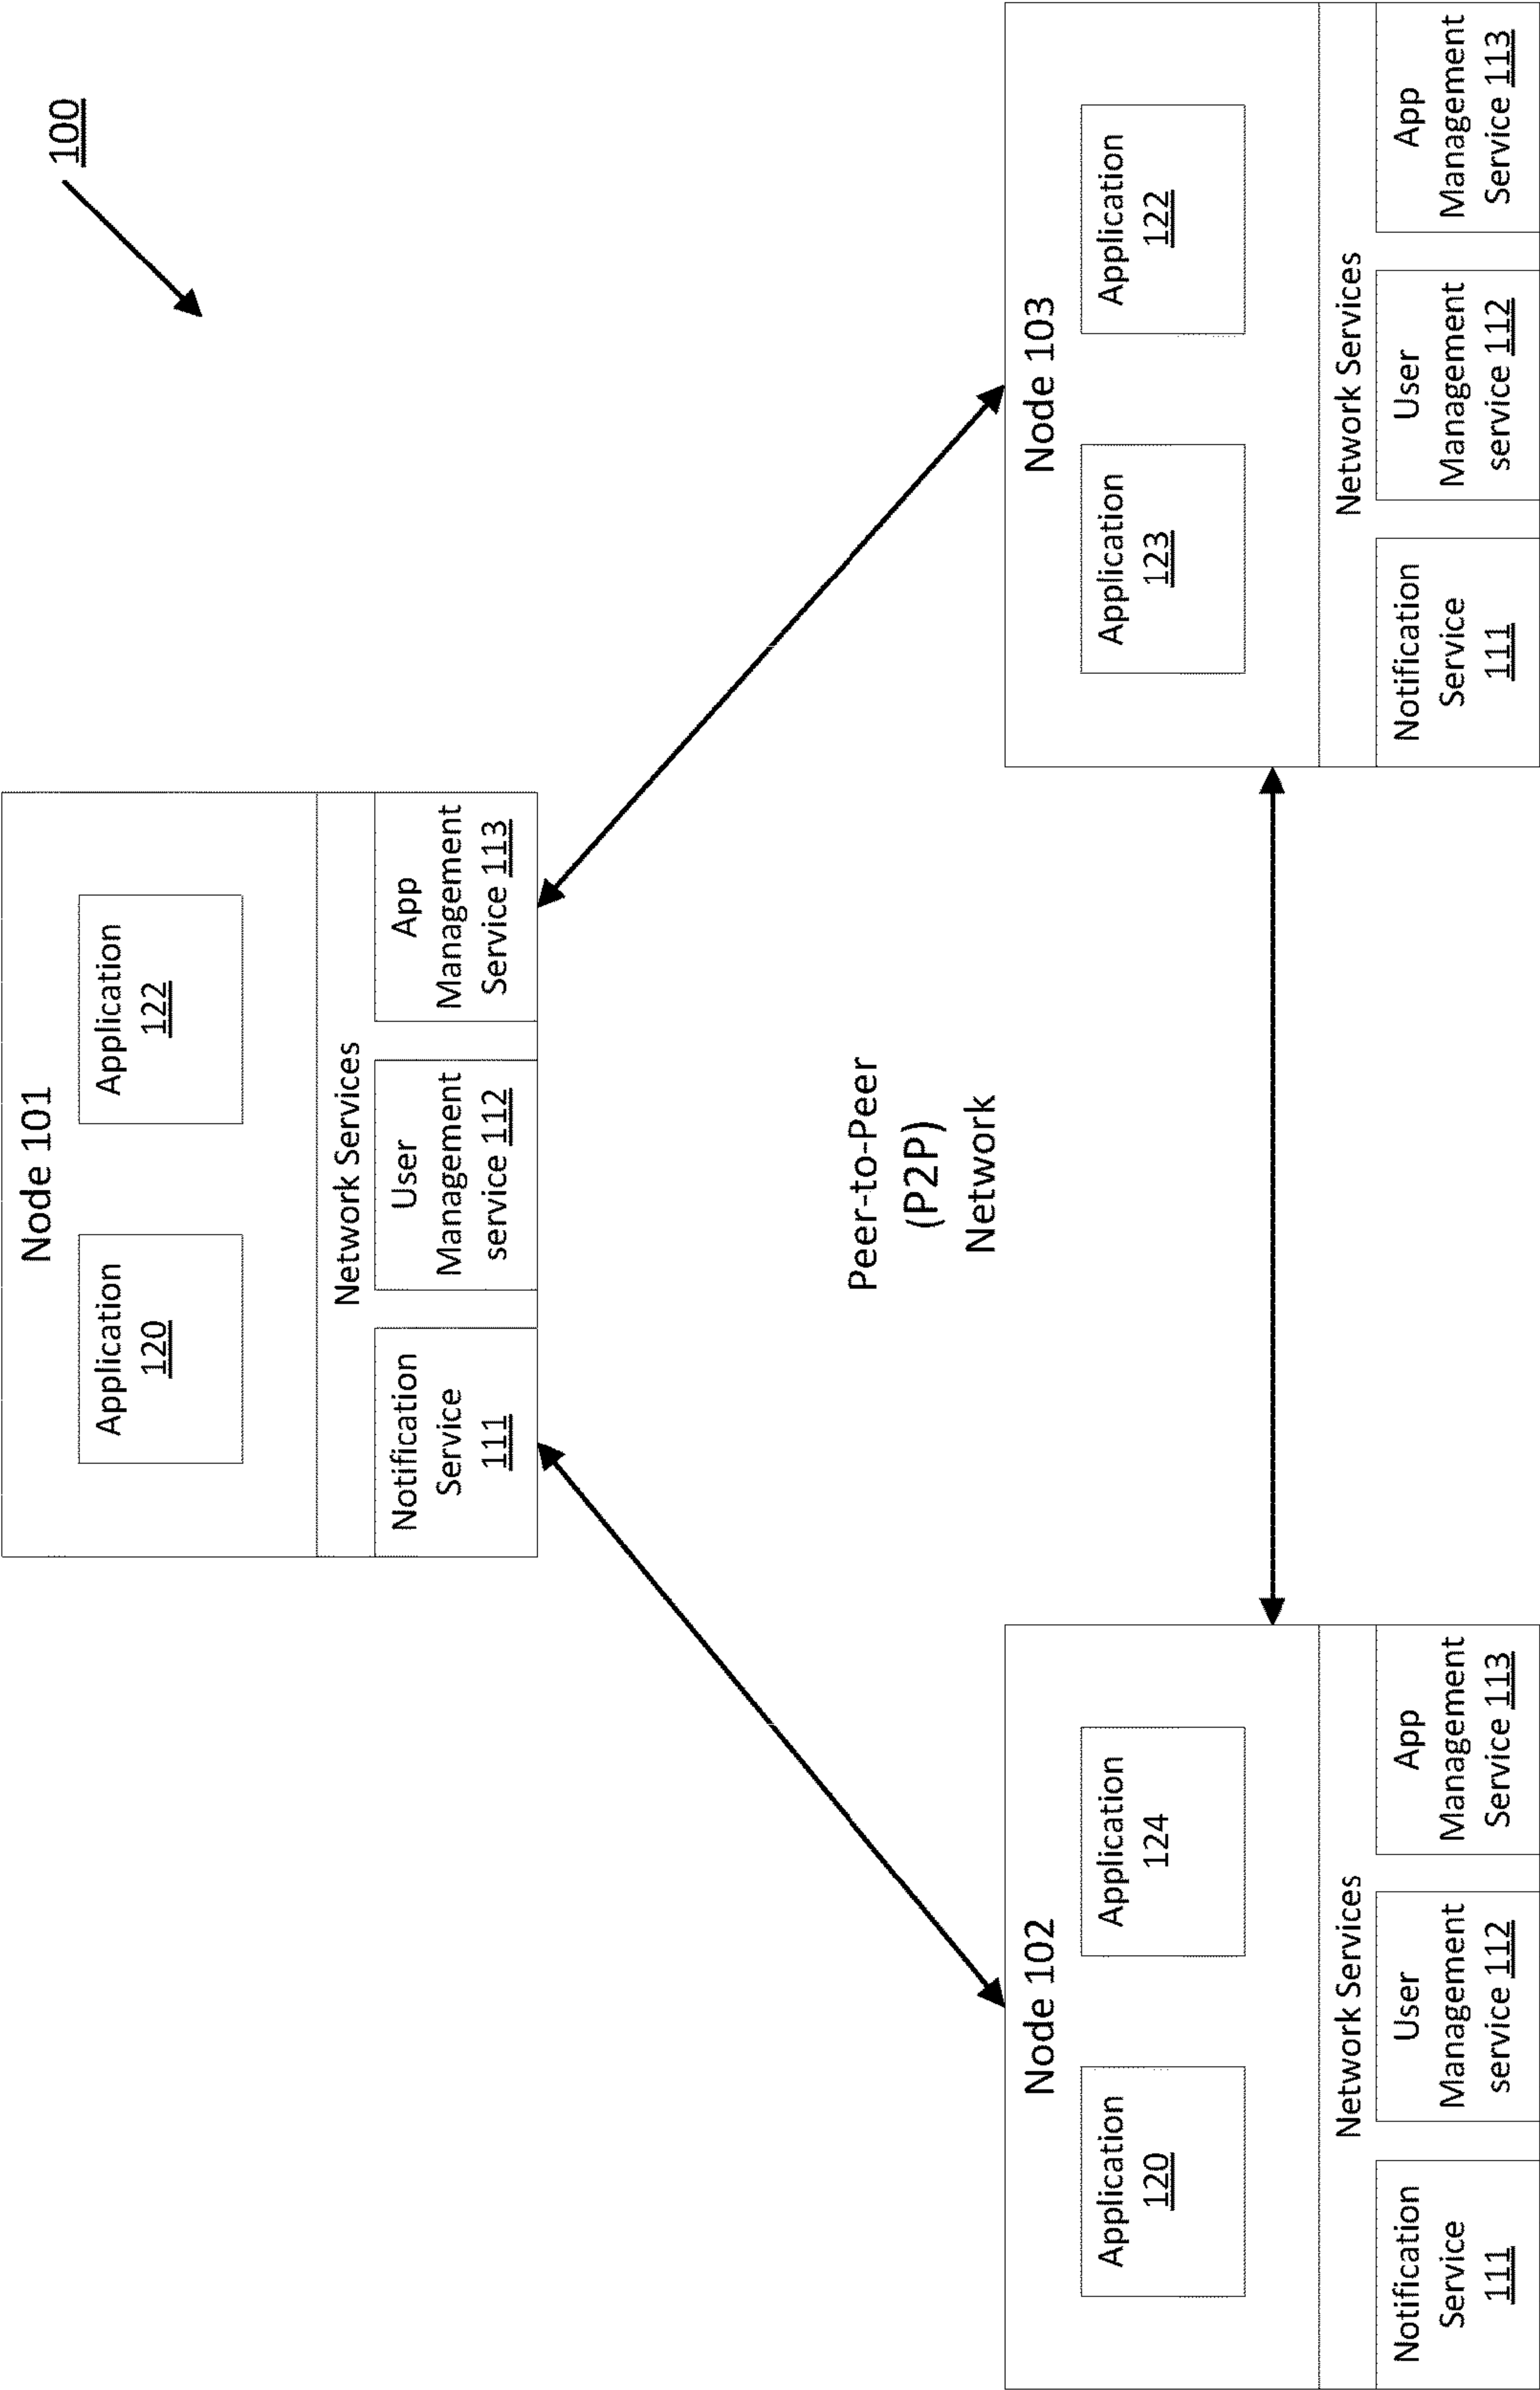 100
Node 101
Application
120
Application
122
Network Services
Notification
Service
111
User
Management
service 112
App
Management
Service 113
Peer-to-Peer
(P2P)
Network
Node 102
Application
120
Application
124
Network Services
Notification
Service
111
User
Management
service 112
App
Management
Service 113
Node 103
Application
123
Application
122
Network Services
Notification
Service
111
User
Management
service 112
App
Management
Service 113